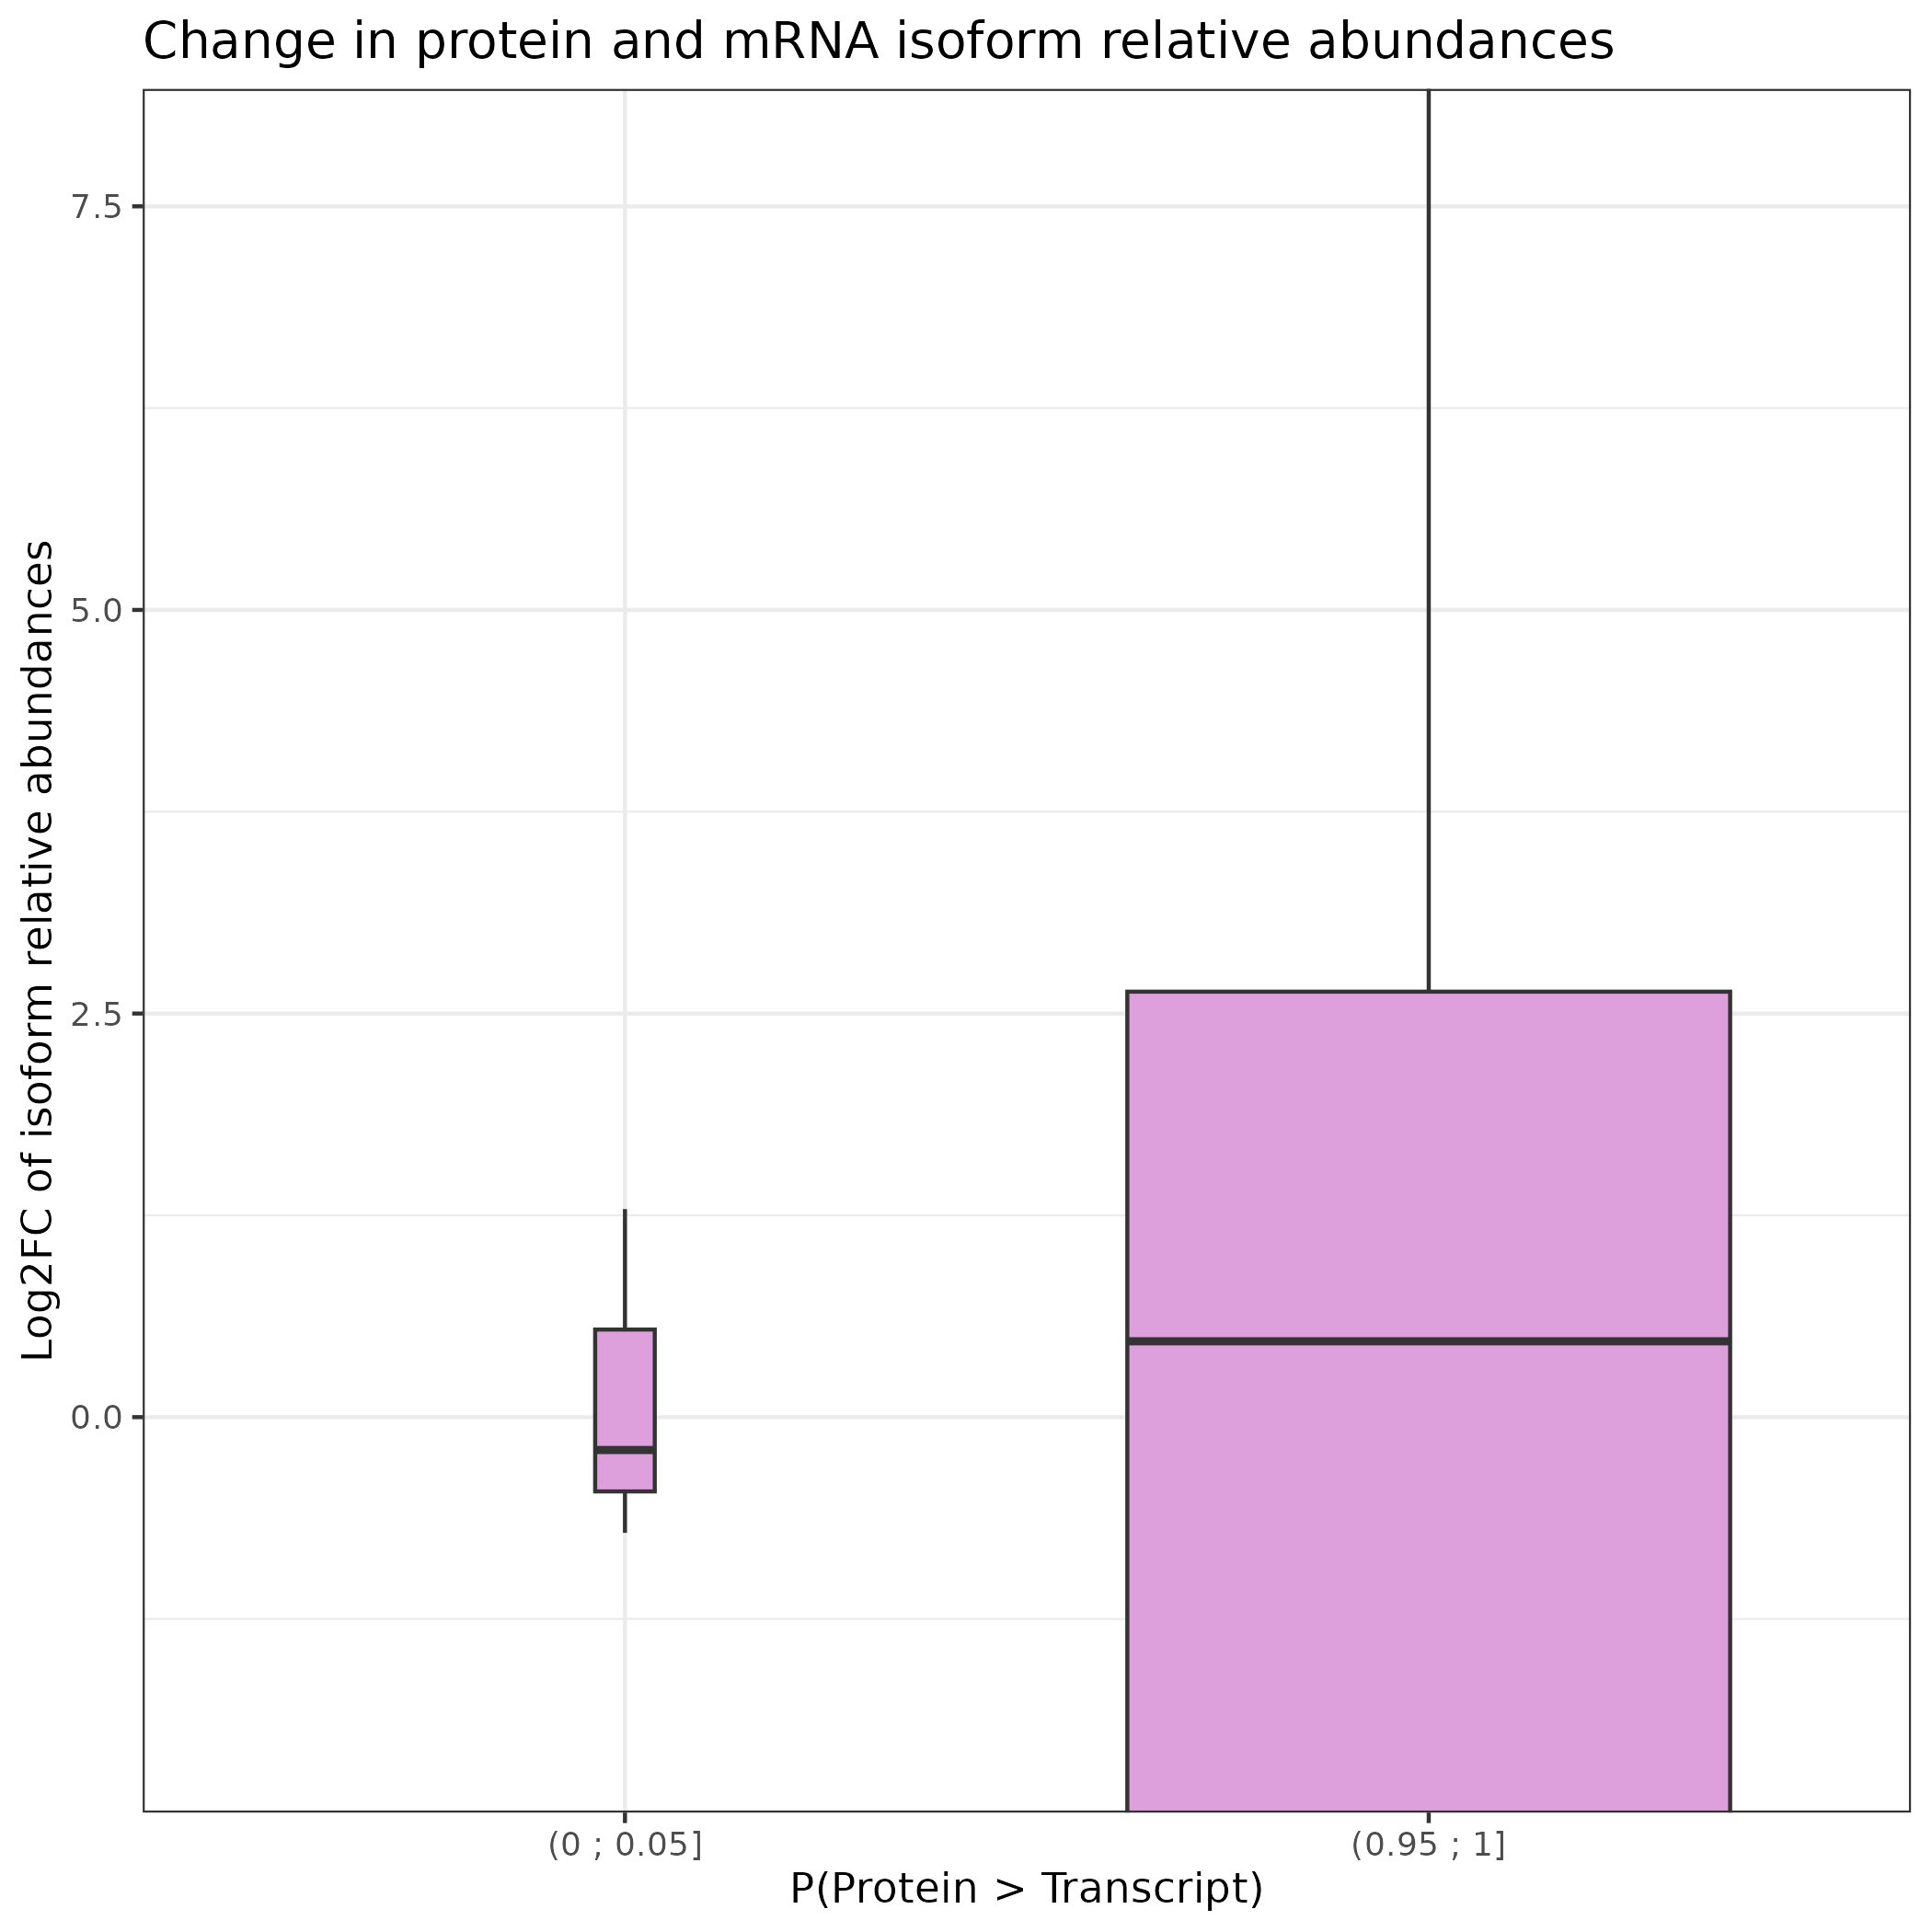 Change in protein and mRNA isoform relative abundances
Log2FC of isoform relative abundances
7.5
5.0
2.5
0.0
(0 ; 0.05]
(0.95 ; 1]
P(Protein > Transcript)